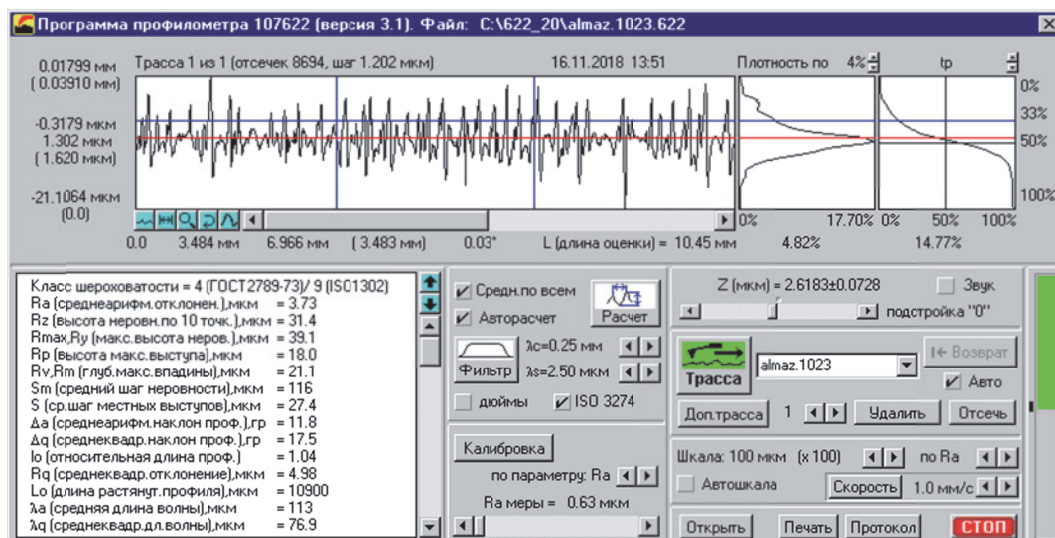 Программа профилометра 107622 (версия 3.1). Файл: C:\622_20\almaz.1023.622
0.01799 мм
( 0.03910 мм)
-0.3179 мкм
1.302 мкм
( 1.620 мкм)
-21.1064 мкм
(0.0)
Трасса 1 из 1 (отсечек 8694, шаг 1.202 мкм) 16.11.2018 13:51
Плотность по 4% tp
0%
33%
50%
100%
0% 17.70% 0% 50% 100%
0.0 3.484 мм 6.966 мм ( 3.483 мм) 0.03° L (длина оценки) = 10.45 мм 4.82% 14.77%
Класс шероховатости = 4 (ГОСТ2789-73)/ 9 (ISO1302)
Ra (среднеарифм.отклонен.),мкм = 3.73
Rz (высота неровн.по 10 точк.),мкм = 31.4
Rmax,Ry (макс.высота неров.),мкм = 39.1
Rp (высота макс.выступа),мкм = 18.0
Rv,Rm (глуб.макс.впадины),мкм = 21.1
Sm (средний шаг неровности),мкм = 116
S (ср.шаг местных выступов),мкм = 27.4
Δa (среднеарифм.наклон проф.),гр = 11.8
Δq (среднеквадр.наклон проф.),гр = 17.5
lo (относительная длина проф.) = 1.04
Rq (среднеквадр.отклонение),мкм = 4.98
Lo (длина растянут.профиля),мкм = 10900
λa (средняя длина волны),мкм = 113
λq (среднеквадр.дл.волны),мкм = 76.9
Средн.по всем
Авторасчет
Расчет
Фильтр
λc=0.25 мм
λs=2.50 мкм
дюймы ISO 3274
Калибровка
по параметру: Ra
Ra меры = 0.63 мкм
Z (мкм) = 2.6183±0.0728 Звук
подстройка "0"
Трасса
almaz.1023
Возврат
Авто
Доп.трасса 1 Удалить Отсечь
Шкала: 100 мкм (x 100) по Ra
Автошкала Скорость 1.0 мм/с
Открыть Печать Протокол СТОП